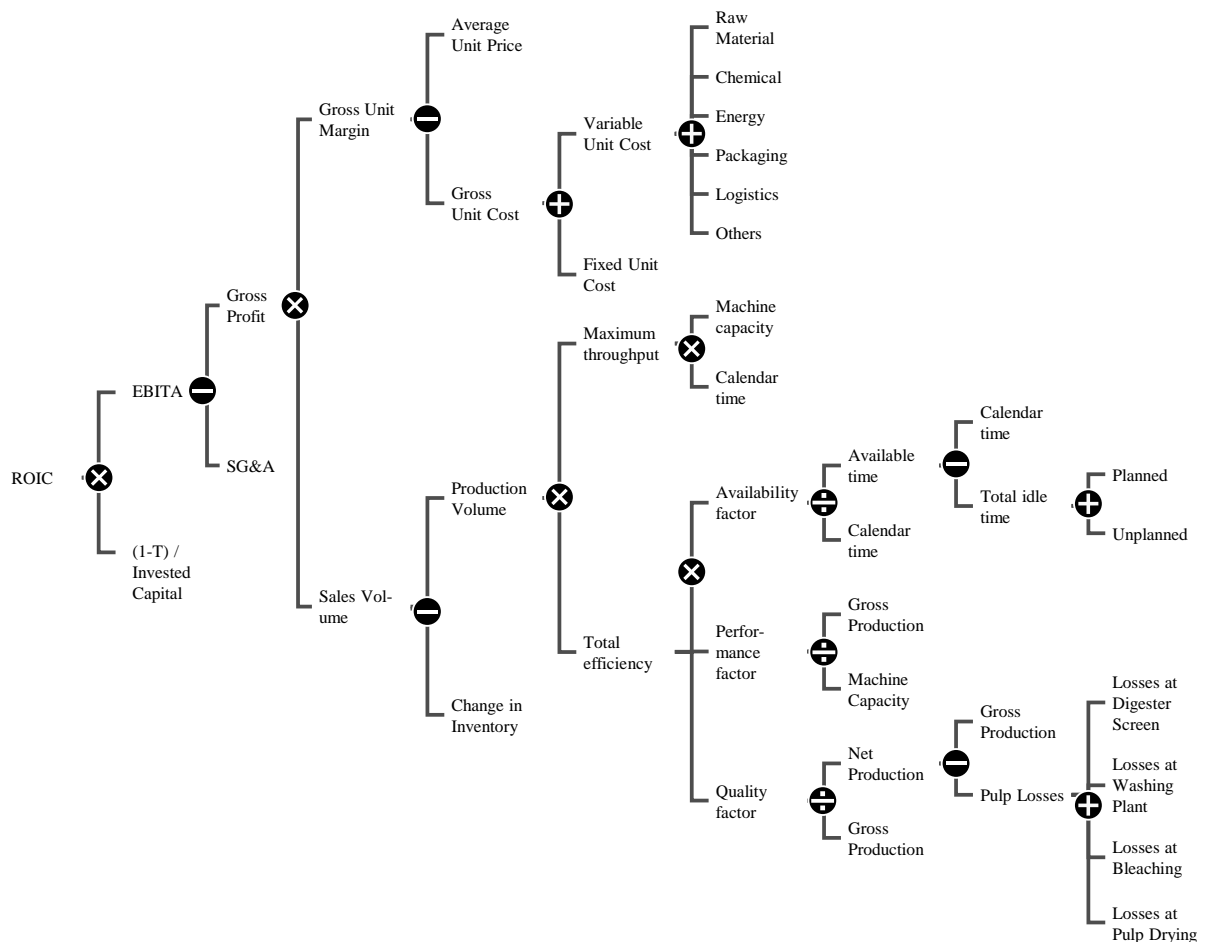 Raw
Material
Average
Unit Price
Chemical
Gross Unit
Margin
Variable
Unit Cost
Energy
Packaging
Gross
Unit Cost
Logistics
Others
Fixed Unit
Cost
Gross
Profit
Machine
capacity
Maximum
throughput
Calendar
time
EBITA
SG&A
ROIC
(1-T) /
Invested
Capital
Calendar
time
Available
time
Production
Volume
Availability
factor
Total idle
time
Planned
Unplanned
Calendar
time
Sales Vol-
ume
Gross
Production
Total
efficiency
Perfor-
mance
factor
Machine
Capacity
Change in
Inventory
Losses at
Digester
Screen
Gross
Production
Net
Production
Losses at
Washing
Plant
Quality
factor
Pulp Losses
Gross
Production
Losses at
Bleaching
Losses at
Pulp Drying